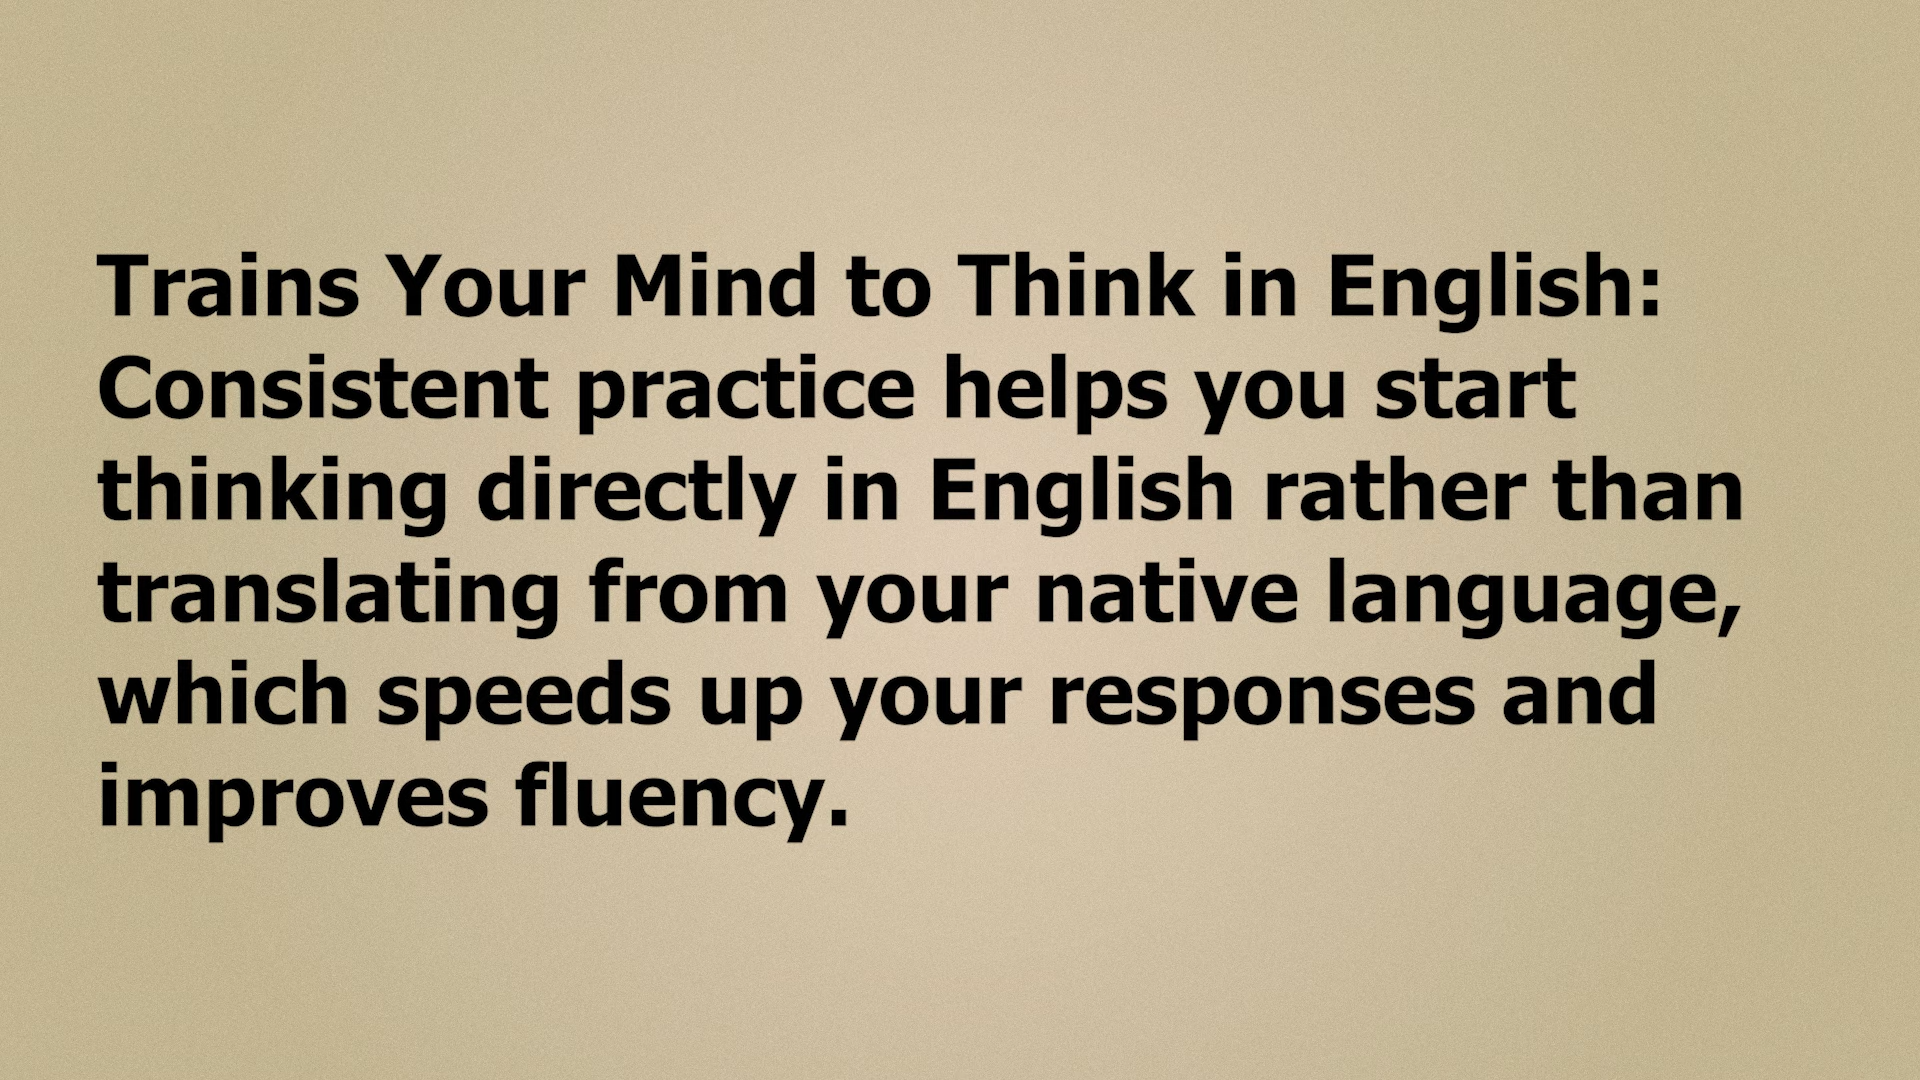 Trains Your Mind to Think in English:
Consistent practice helps you start
thinking directly in English rather than
translating from your native language,
which speeds up your responses and
improves fluency.